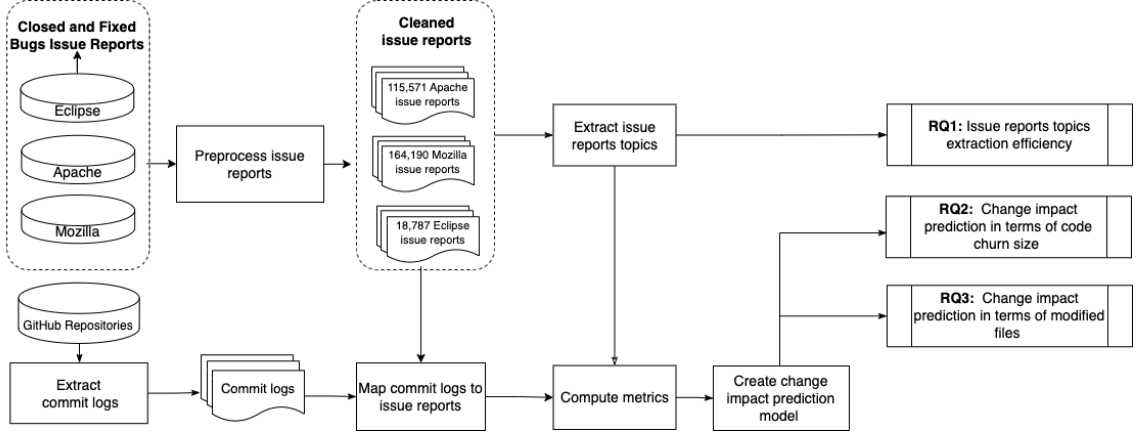 Closed and Fixed
Bugs Issue Reports
Eclipse
Apache
Mozilla
Preprocess issue
reports
Cleaned
issue reports
115,571 Apache
issue reports
164,190 Mozilla
issue reports
18,787 Eclipse
issue reports
Extract issue
reports topics
RQ1: Issue reports topics
extraction efficiency
RQ2: Change impact
prediction in terms of code
churn size
RQ3: Change impact
prediction in terms of modified
files
GitHub Repositories
Extract
commit logs
Commit logs
Map commit logs to
issue reports
Compute metrics
Create change
impact prediction
model